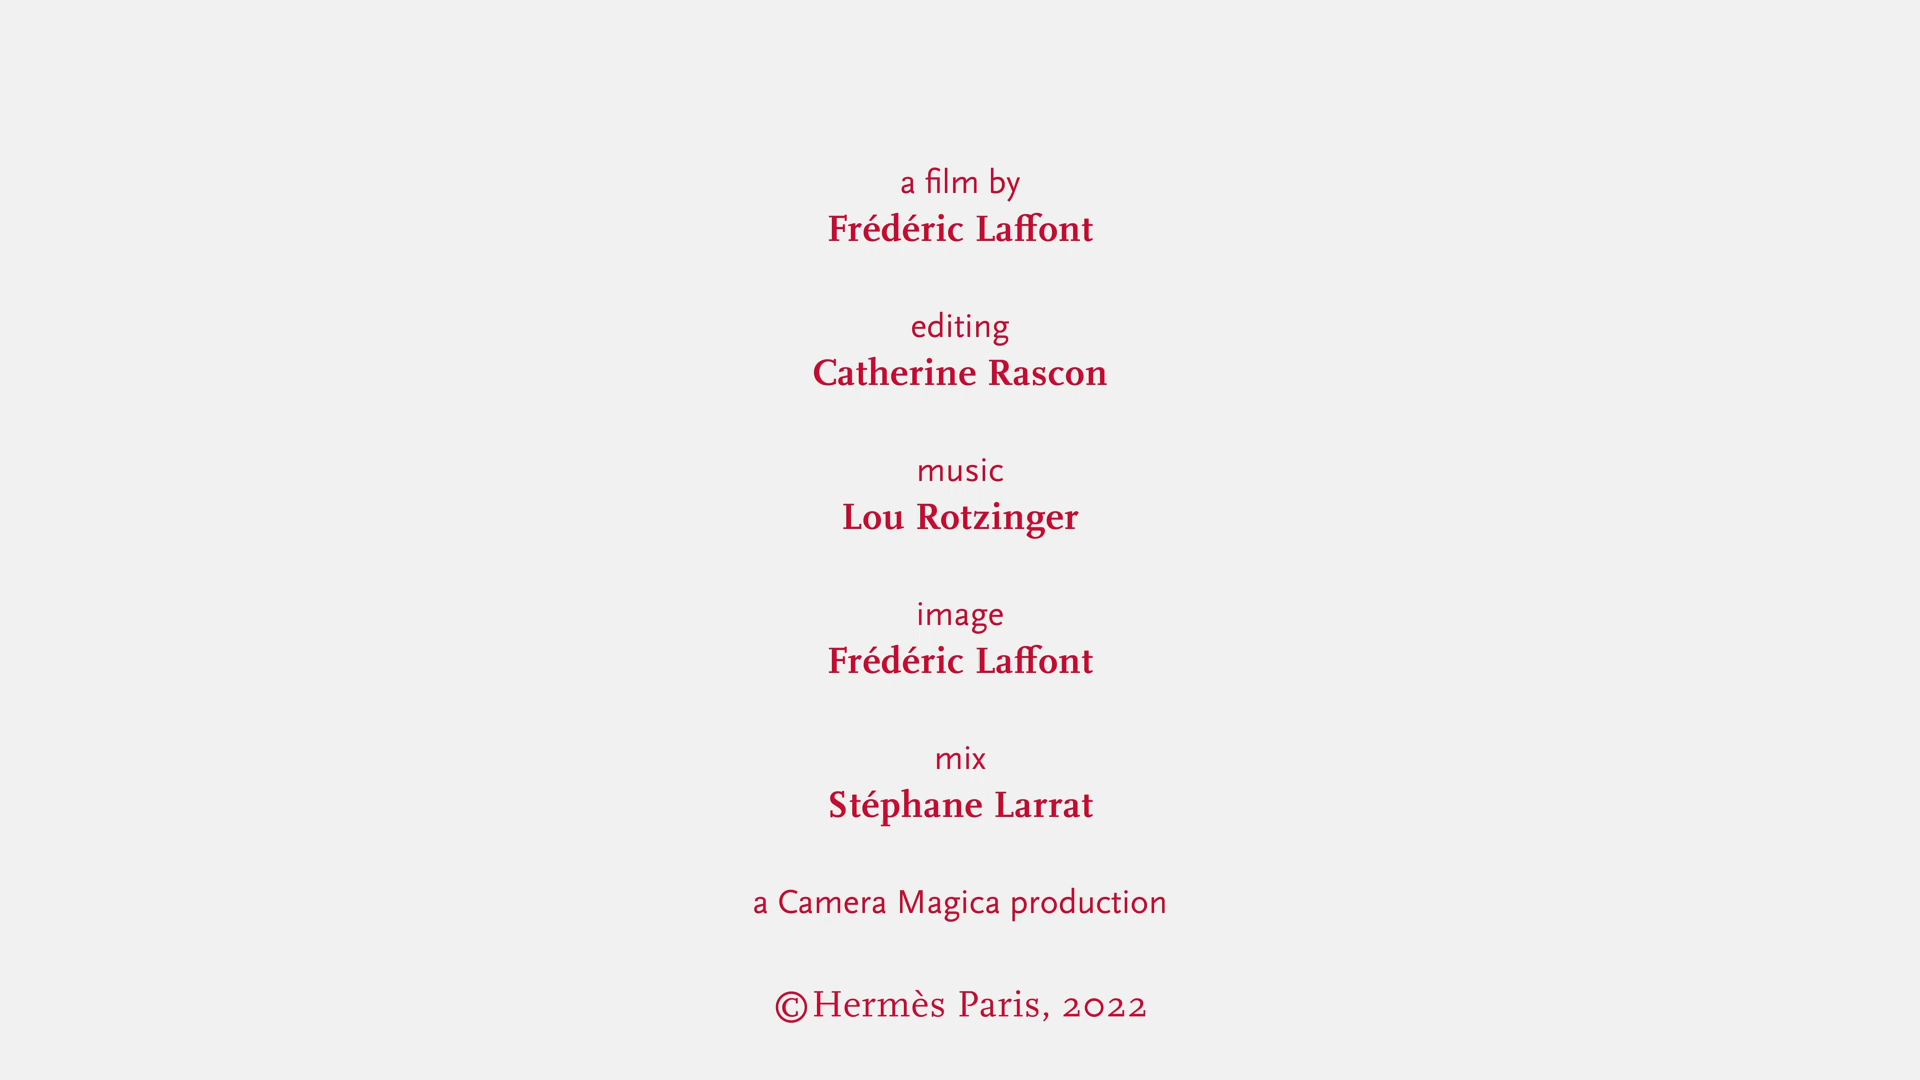 a film by
Frédéric Laffont
editing
Catherine Rascon
music
Lou Rotzinger
image
Frédéric Laffont
mix
Stéphane Larrat
a Camera Magica production
©Hermès Paris, 2022